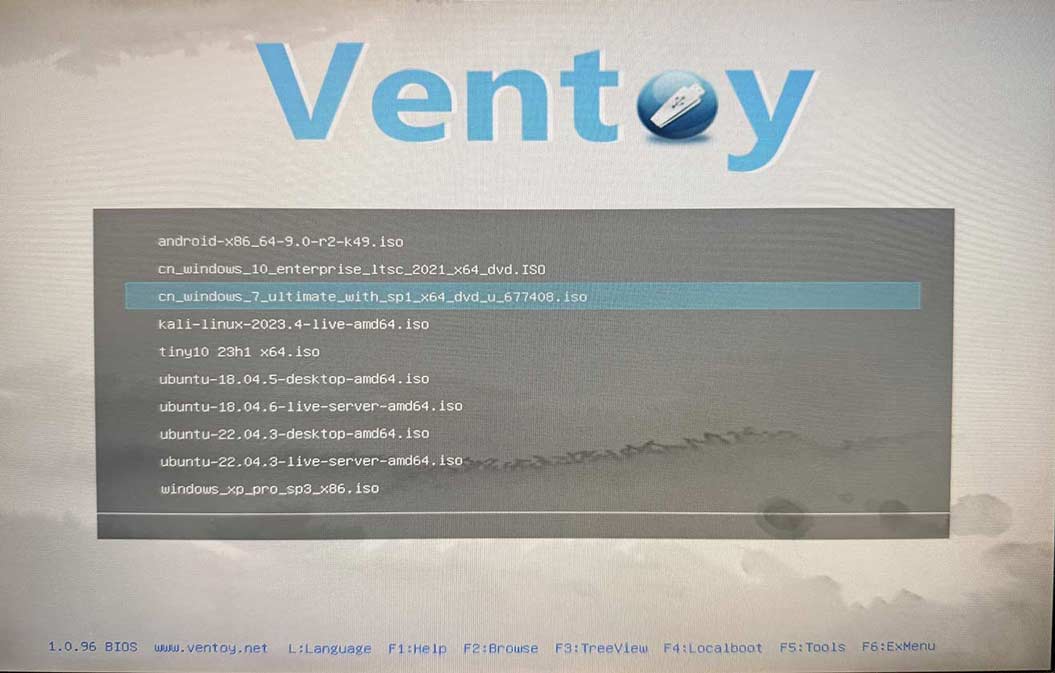 Ventoy
android-x86_64-9.0-r2-k49.iso
cn_windows_10_enterprise_ltsc_2021_x64_dvd.ISO
cn_windows_7_ultimate_with_sp1_x64_dvd_u_677408.iso
kali-linux-2023.4-live-amd64.iso
tiny10 23h1 x64.iso
ubuntu-18.04.5-desktop-amd64.iso
ubuntu-18.04.6-live-server-amd64.iso
ubuntu-22.04.3-desktop-amd64.iso
ubuntu-22.04.3-live-server-amd64.iso
windows_xp_pro_sp3_x86.iso
1.0.96 BIOS www.ventoy.net L:Language F1:Help F2:Browse F3:TreeView F4:Localboot F5:Tools F6:ExMenu